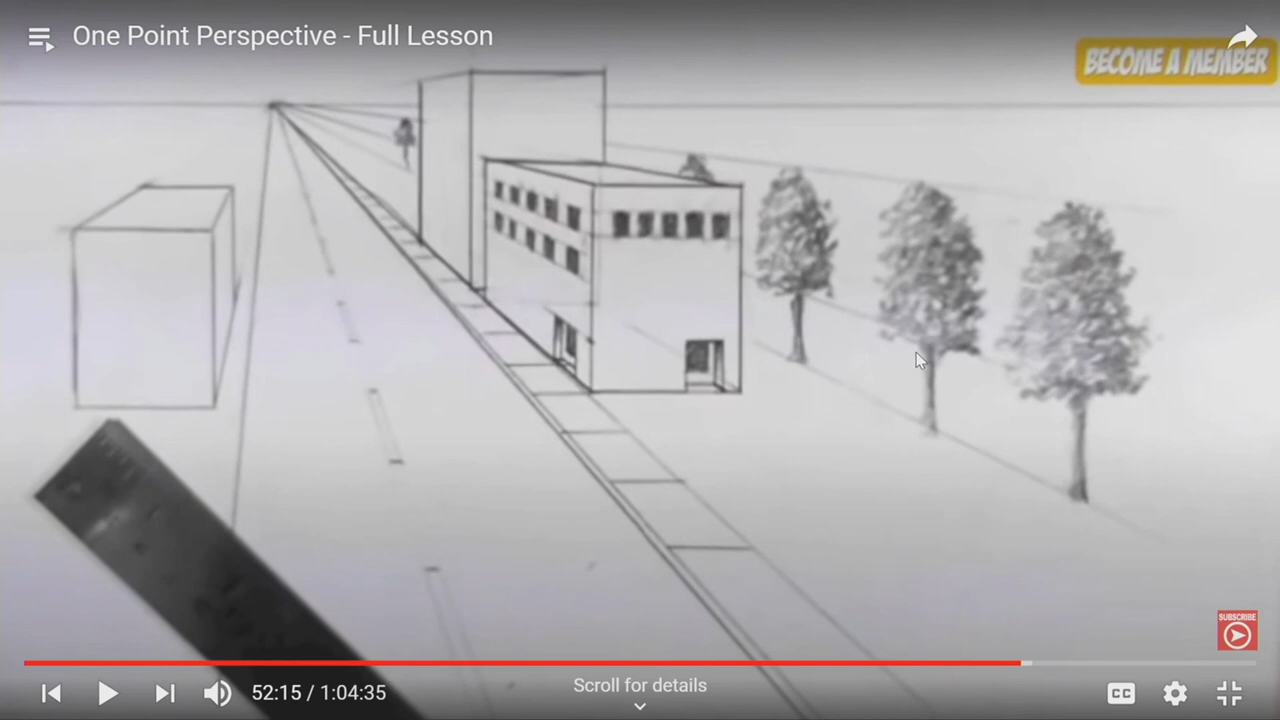 One Point Perspective - Full Lesson
BECOME A MEMBER
SUBSCRIBE
52:15 / 1:04:35
Scroll for details
CC